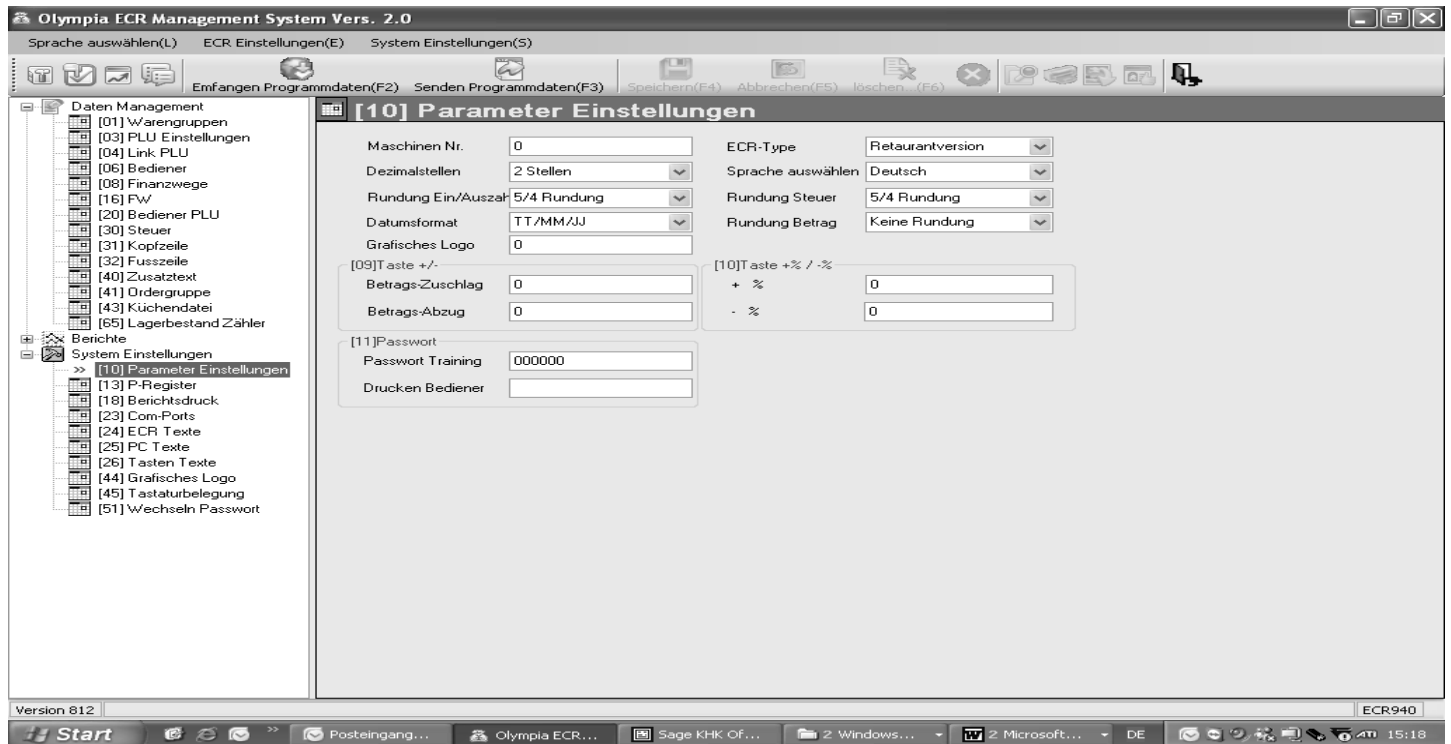 Olympia ECR Management System Vers. 2.0
Sprache auswählen(L) ECR Einstellungen(E) System Einstellungen(S)
Emfangen Programmdaten(F2) Senden Programmdaten(F3) Speichern(F4) Abbrechen(F5) löschen...(F6)
Daten Management
[01] Warengruppen
[03] PLU Einstellungen
[04] Link PLU
[06] Bediener
[08] Finanzwege
[16] FW
[20] Bediener PLU
[30] Steuer
[31] Kopfzeile
[32] Fusszeile
[40] Zusatztext
[41] Ordergruppe
[43] Küchendatei
[65] Lagerbestand Zähler
Berichte
System Einstellungen
>> [10] Parameter Einstellungen
[13] P-Register
[18] Berichtsdruck
[23] Com-Ports
[24] ECR Texte
[25] PC Texte
[26] Tasten Texte
[44] Grafisches Logo
[45] Tastaturbelegung
[51] Wechseln Passwort
[10] Parameter Einstellungen
Maschinen Nr. 0 ECR-Type Retaurantversion
Dezimalstellen 2 Stellen Sprache auswählen Deutsch
Rundung Ein/Auszah 5/4 Rundung Rundung Steuer 5/4 Rundung
Datumsformat TT/MM/JJ Rundung Betrag Keine Rundung
Grafisches Logo 0
[09]Taste +/- [10]Taste +% / -%
Betrags-Zuschlag 0 + % 0
Betrags-Abzug 0 - % 0
[11]Passwort
Passwort Training 000000
Drucken Bediener
Version 812 ECR940
Start Posteingang... Olympia ECR... Sage KHK Of... 2 Windows... 2 Microsoft... DE ATI 15:18